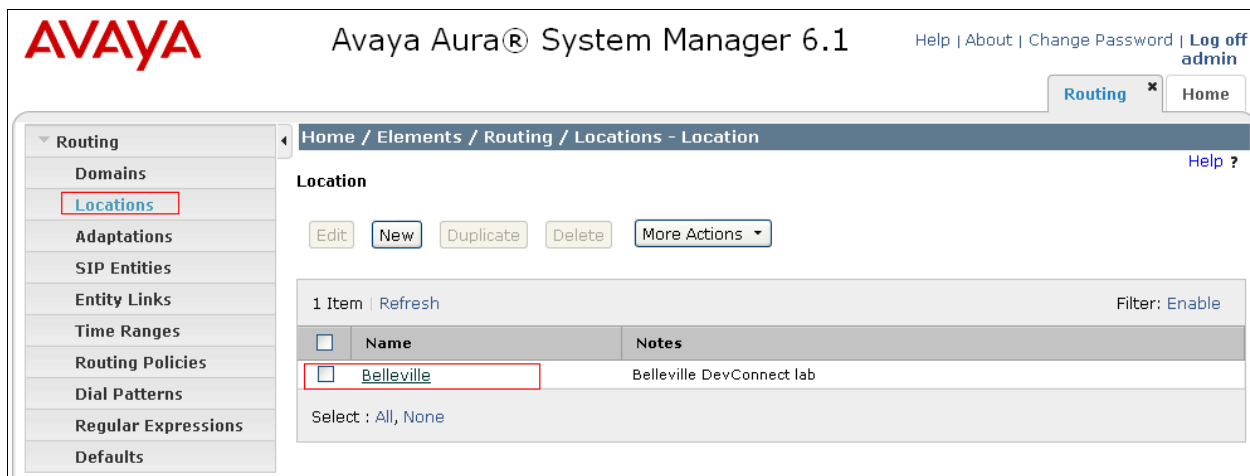 AVAYA
Avaya Aura® System Manager 6.1
Help | About | Change Password | Log off
admin
Routing × Home
Routing
Domains
Locations
Adaptations
SIP Entities
Entity Links
Time Ranges
Routing Policies
Dial Patterns
Regular Expressions
Defaults
Home / Elements / Routing / Locations - Location
Help ?
Location
Edit New Duplicate Delete More Actions
1 Item | Refresh Filter: Enable
Name Notes
Belleville Belleville DevConnect lab
Select : All, None